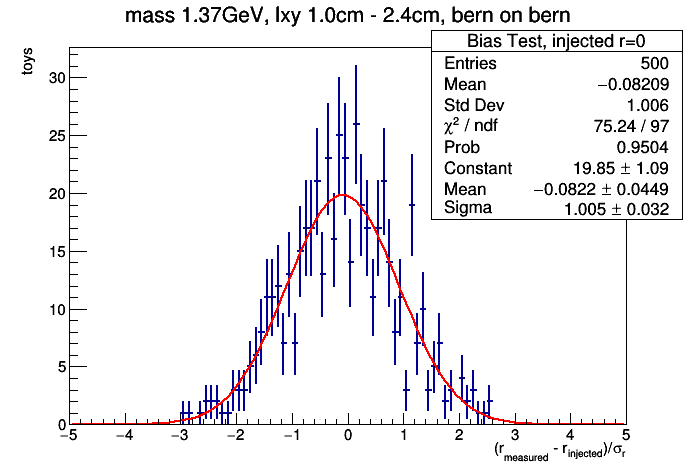 mass 1.37GeV, lxy 1.0cm - 2.4cm, bern on bern
toys
Bias Test, injected r=0
Entries 500
Mean −0.08209
Std Dev 1.006
χ² / ndf 75.24 / 97
Prob 0.9504
Constant 19.85 ± 1.09
Mean −0.0822 ± 0.0449
Sigma 1.005 ± 0.032
30
25
20
15
10
5
0
−5 −4 −3 −2 −1 0 1 2 3 4 5
(r_measured - r_injected)/σ_r